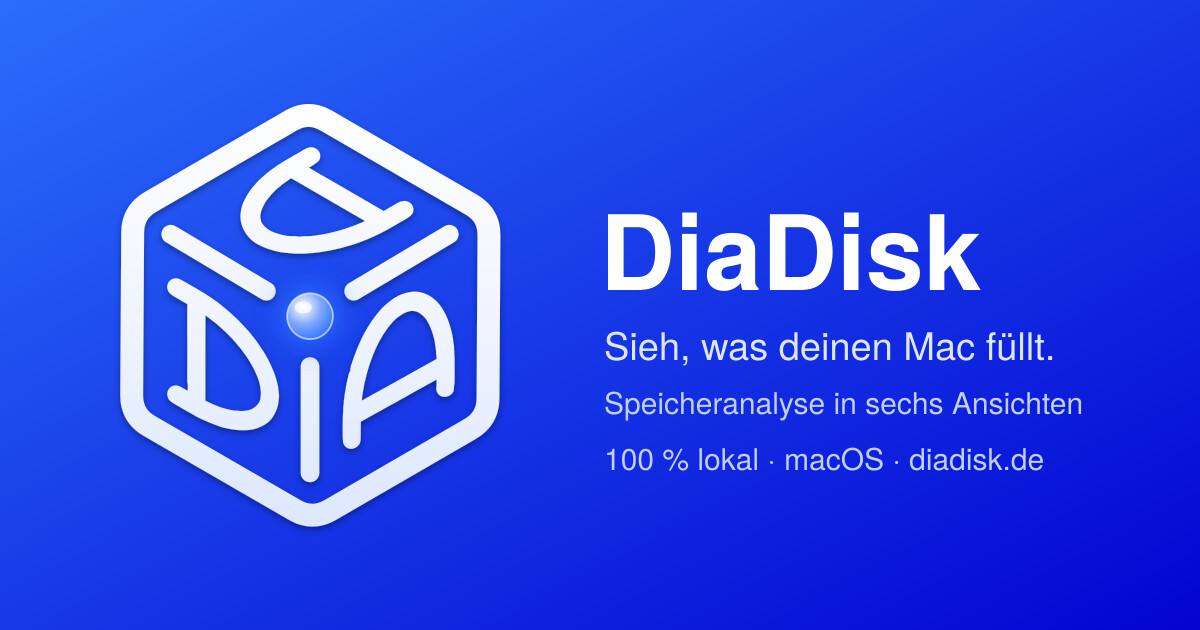 D
D I A
DiaDisk
Sieh, was deinen Mac füllt.
Speicheranalyse in sechs Ansichten
100 % lokal · macOS · diadisk.de